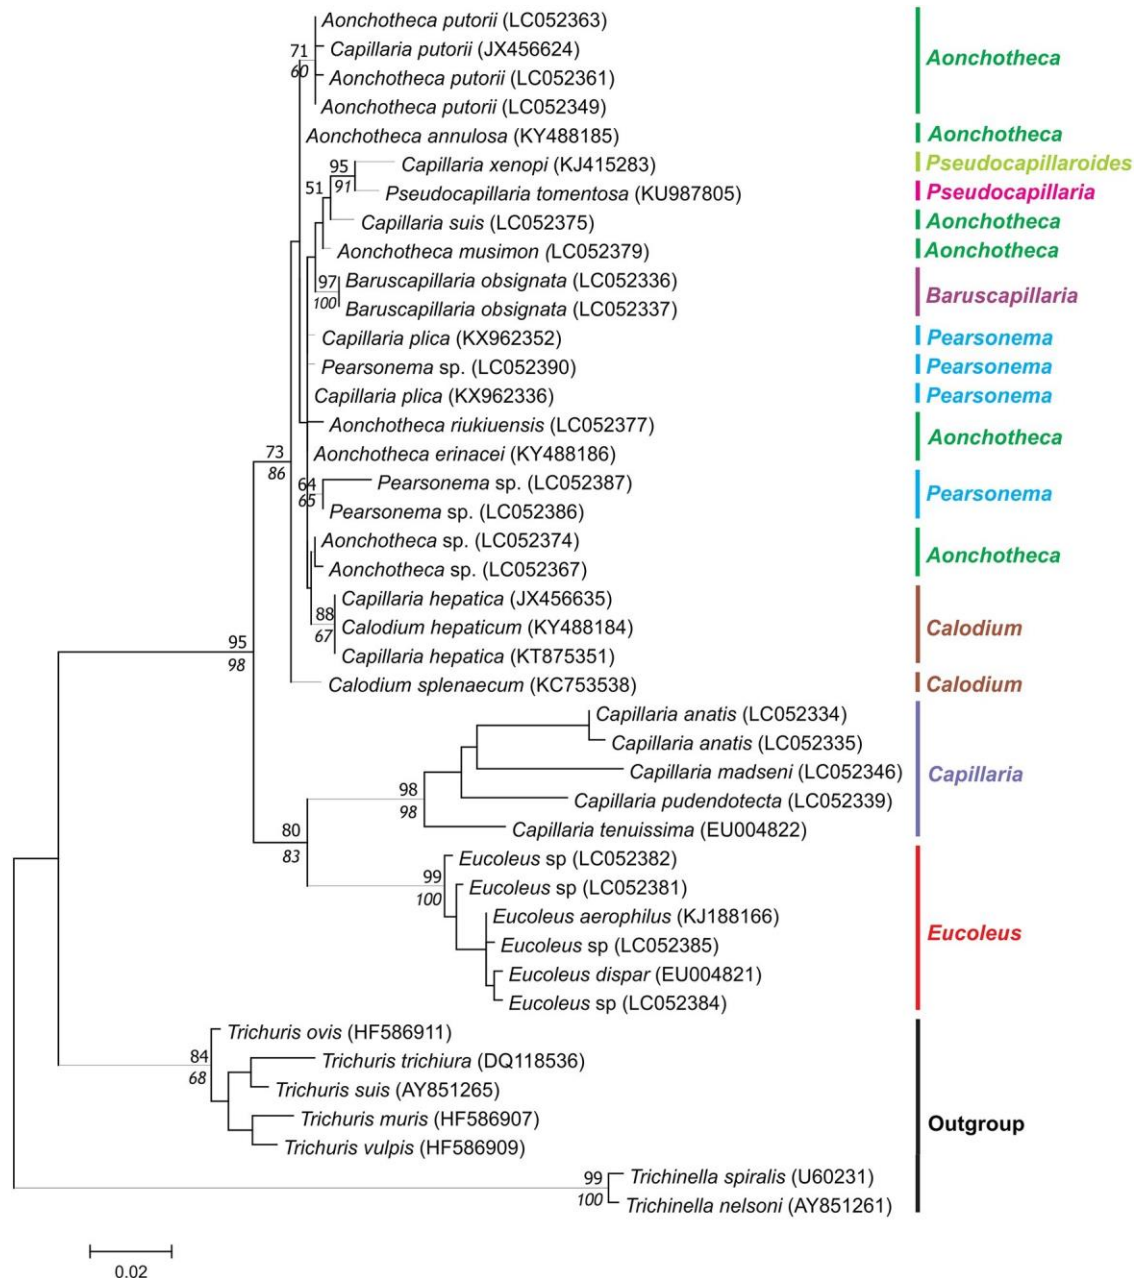 Aonchotheca putorii (LC052363)
71 Capillaria putorii (JX456624) Aonchotheca
60 Aonchotheca putorii (LC052361)
Aonchotheca putorii (LC052349)
Aonchotheca annulosa (KY488185) Aonchotheca
95 Capillaria xenopi (KJ415283) Pseudocapillaroides
51 91 Pseudocapillaria tomentosa (KU987805) Pseudocapillaria
Capillaria suis (LC052375) Aonchotheca
Aonchotheca musimon (LC052379) Aonchotheca
97 Baruscapillaria obsignata (LC052336) Baruscapillaria
100 Baruscapillaria obsignata (LC052337)
Capillaria plica (KX962352) Pearsonema
Pearsonema sp. (LC052390) Pearsonema
Capillaria plica (KX962336) Pearsonema
Aonchotheca riukiuensis (LC052377) Aonchotheca
73 Aonchotheca erinacei (KY488186)
86
64 Pearsonema sp. (LC052387) Pearsonema
65 Pearsonema sp. (LC052386)
Aonchotheca sp. (LC052374) Aonchotheca
Aonchotheca sp. (LC052367)
Capillaria hepatica (JX456635)
88 Calodium hepaticum (KY488184) Calodium
67 Capillaria hepatica (KT875351)
95
98
Calodium splenaecum (KC753538) Calodium
Capillaria anatis (LC052334)
Capillaria anatis (LC052335)
Capillaria madseni (LC052346) Capillaria
98 Capillaria pudendotecta (LC052339)
98 Capillaria tenuissima (EU004822)
80
83
Eucoleus sp (LC052382)
99 Eucoleus sp (LC052381)
100 Eucoleus aerophilus (KJ188166) Eucoleus
Eucoleus sp (LC052385)
Eucoleus dispar (EU004821)
Eucoleus sp (LC052384)
Trichuris ovis (HF586911)
84 Trichuris trichiura (DQ118536)
68 Trichuris suis (AY851265)
Trichuris muris (HF586907) Outgroup
Trichuris vulpis (HF586909)
99 Trichinella spiralis (U60231)
100 Trichinella nelsoni (AY851261)
0.02